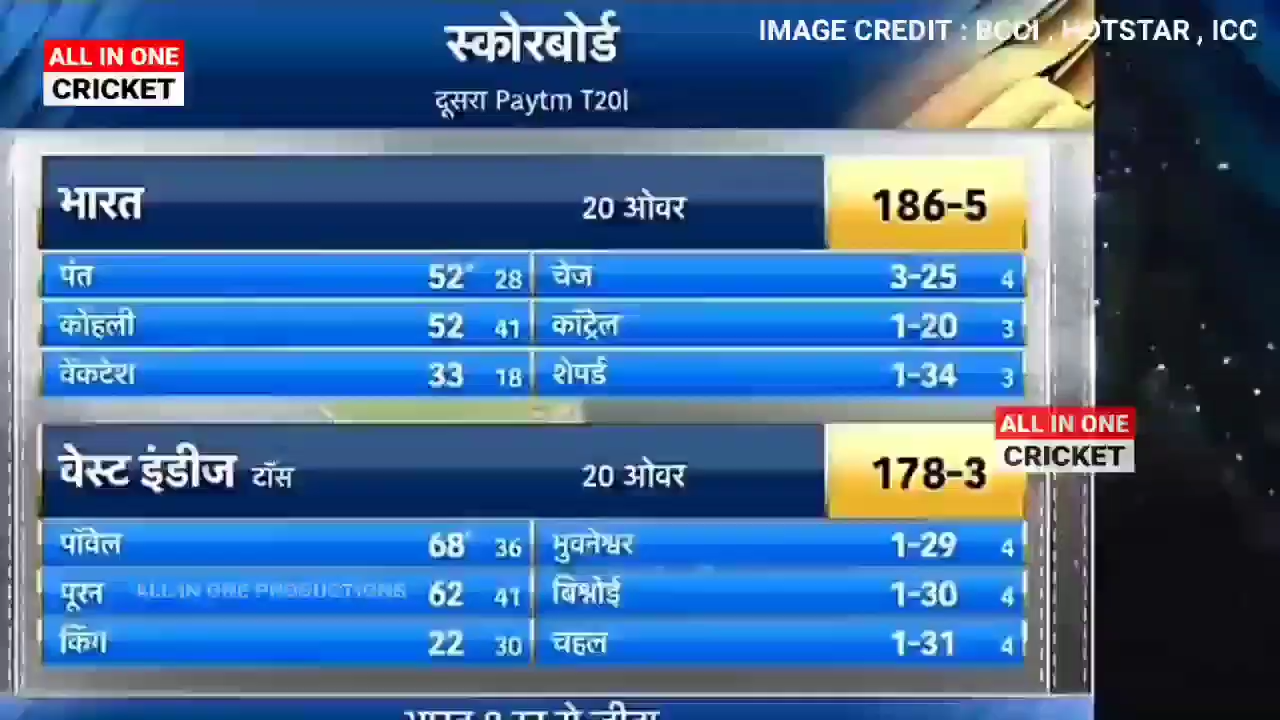 स्कोरबोर्ड
IMAGE CREDIT : BCCI , HOTSTAR , ICC
ALL IN ONE
CRICKET
दूसरा Paytm T20I
भारत 20 ओवर 186-5
पंत 52* 28 चेज 3-25 4
कोहली 52 41 कॉट्रेल 1-20 3
वेंकटेश 33 18 शेपर्ड 1-34 3
ALL IN ONE
CRICKET
वेस्ट इंडीज टॉस 20 ओवर 178-3
पॉवेल 68* 36 भुवनेश्वर 1-29 4
पूरन ALL IN ONE PRODUCTIONS 62 41 बिश्नोई 1-30 4
किंग 22 30 चहल 1-31 4
भारत 8 रन से जीता